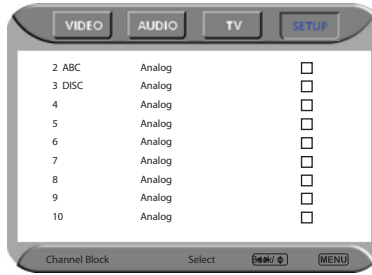 VIDEO AUDIO TV SETUP
2 ABC Analog
3 DISC Analog
4 Analog
5 Analog
6 Analog
7 Analog
8 Analog
9 Analog
10 Analog
Channel Block Select MENU